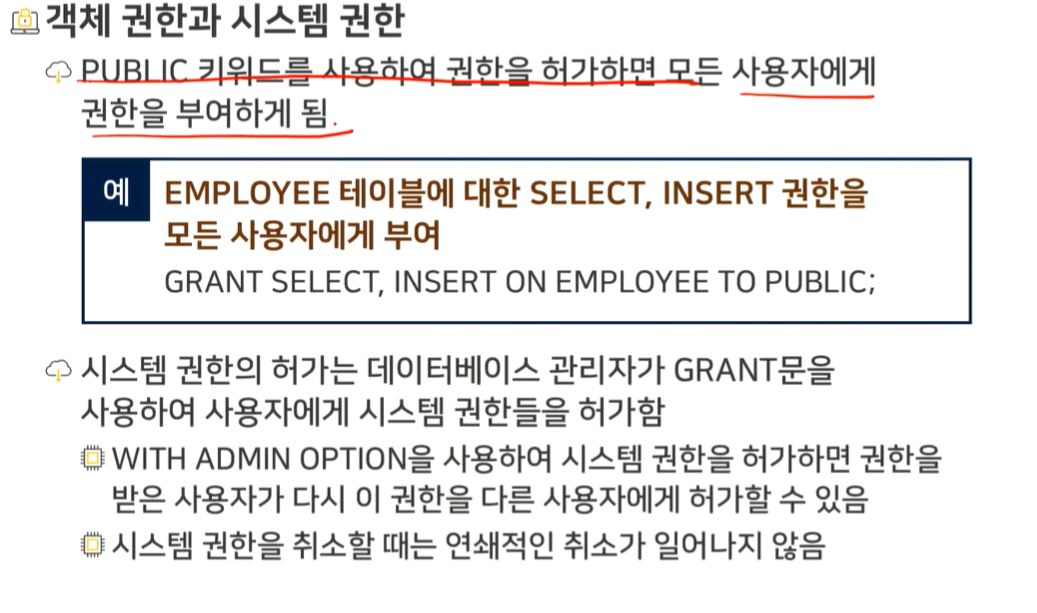 객체 권한과 시스템 권한
PUBLIC 키워드를 사용하여 권한을 허가하면 모든 사용자에게
권한을 부여하게 됨.
예
EMPLOYEE 테이블에 대한 SELECT, INSERT 권한을
모든 사용자에게 부여
GRANT SELECT, INSERT ON EMPLOYEE TO PUBLIC;
시스템 권한의 허가는 데이터베이스 관리자가 GRANT문을
사용하여 사용자에게 시스템 권한들을 허가함
WITH ADMIN OPTION을 사용하여 시스템 권한을 허가하면 권한을
받은 사용자가 다시 이 권한을 다른 사용자에게 허가할 수 있음
시스템 권한을 취소할 때는 연쇄적인 취소가 일어나지 않음